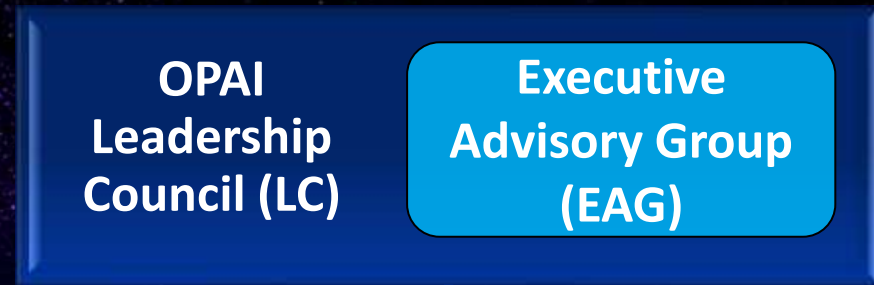 OPAI
Leadership
Council (LC)
Executive
Advisory Group
(EAG)